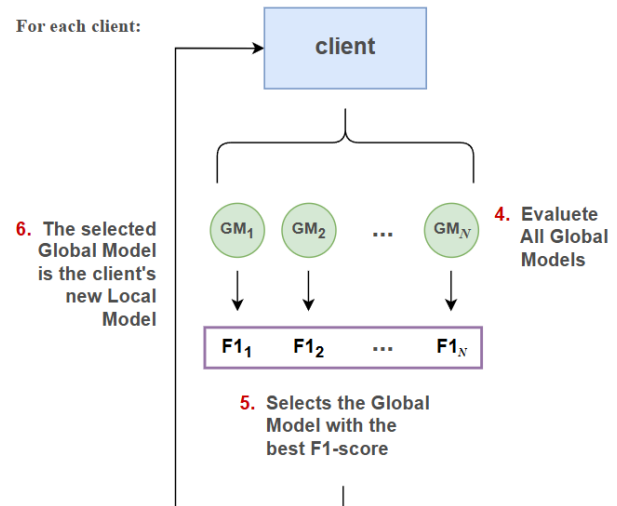 For each client:
client
GM1 GM2 ... GMN
4. Evaluete
All Global
Models
6. The selected
Global Model
is the client's
new Local
Model
F11 F12 ... F1N
5. Selects the Global
Model with the
best F1-score